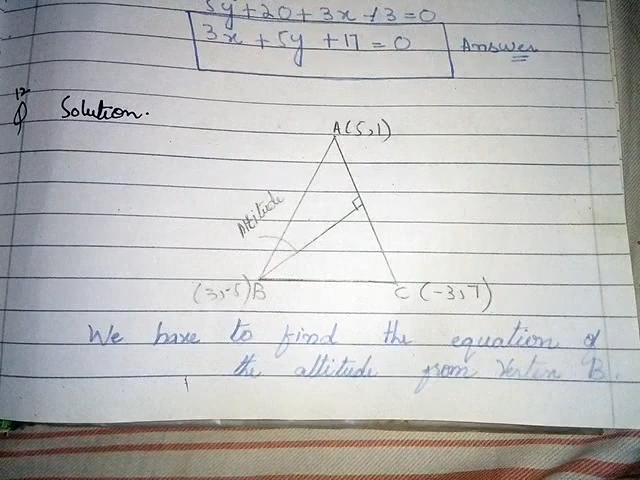 5y + 20 + 3x - 3 = 0
3x + 5y + 17 = 0 Answer
12
Q Solution.
A(5,1)
Altitude
(3,-5)B
C (-3,7)
We have to find the equation of
the altitude from Vertex B.